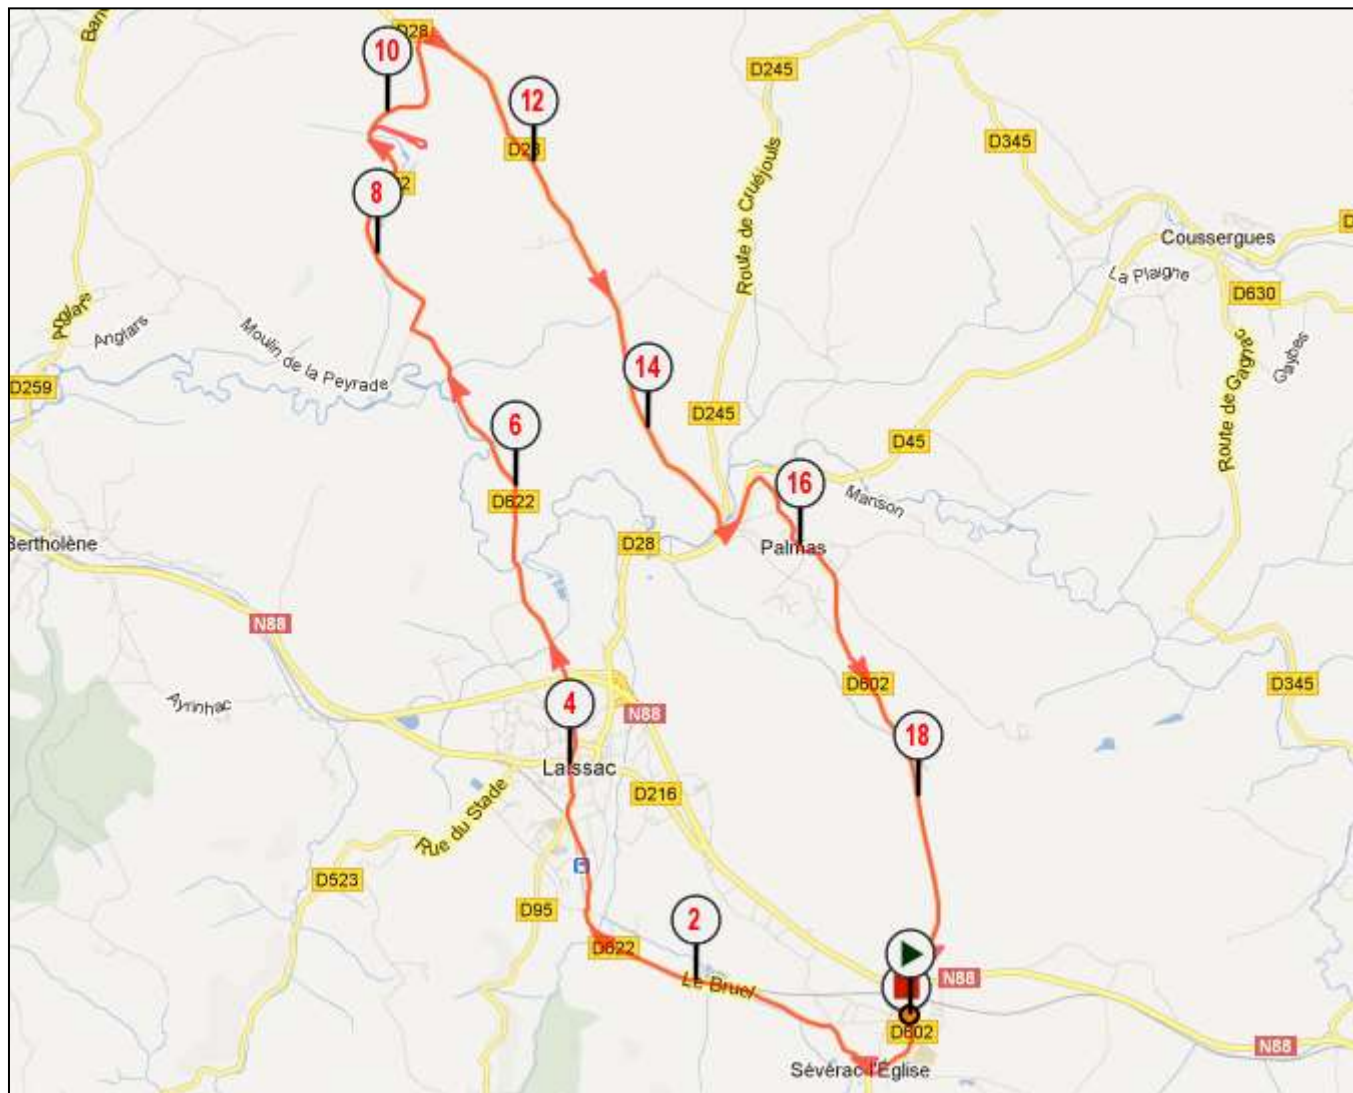 D28
10
D245
12
D28
D345
8
Route de Cruéjouls
Coussergues
La Plaigne
D630
Anglars
Moulin de la Peyrade
Route de Gagnac
Gaybes
D259
14
D245
D45
6
16
D622
Manson
Bertholène
D28
Palmas
N88
D602
D345
Ayrinhac
4
N88
18
Laissac
D216
Rue du Stade
D523
D95
2
D622
LE Bruel
N88
D602
N88
Sévérac l'Église